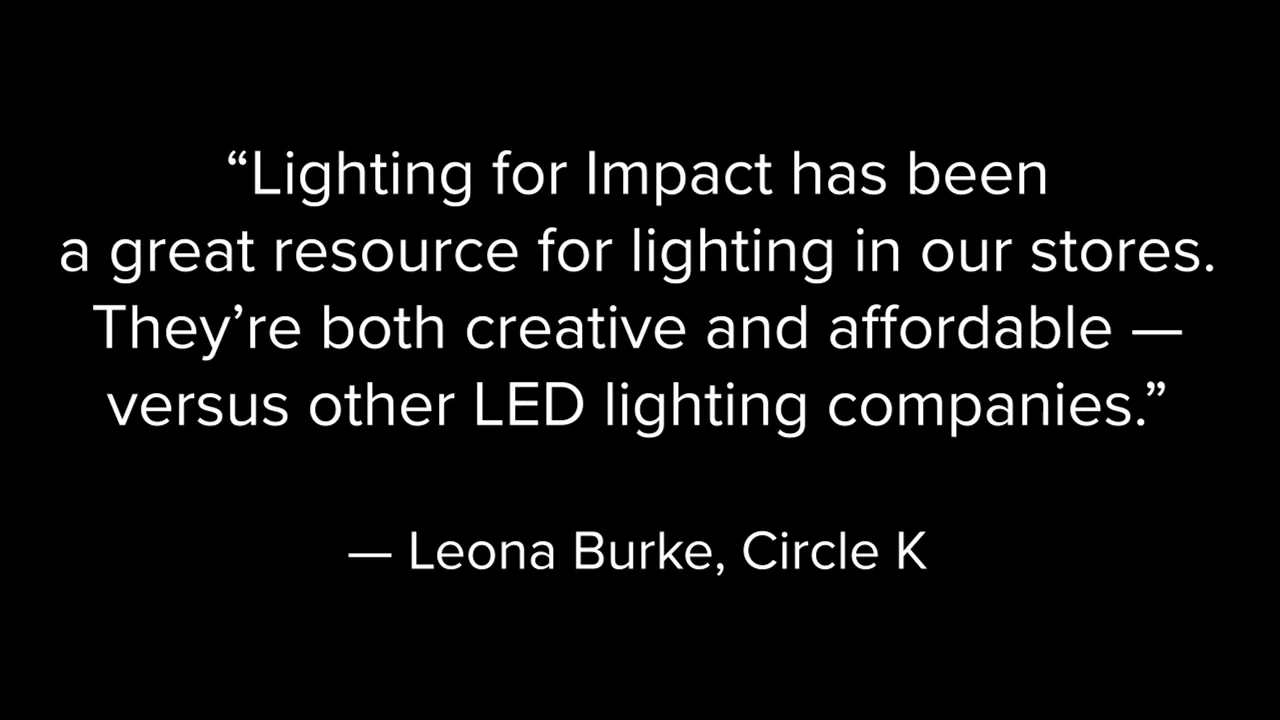 “Lighting for Impact has been
a great resource for lighting in our stores.
They’re both creative and affordable —
versus other LED lighting companies.”
— Leona Burke, Circle K